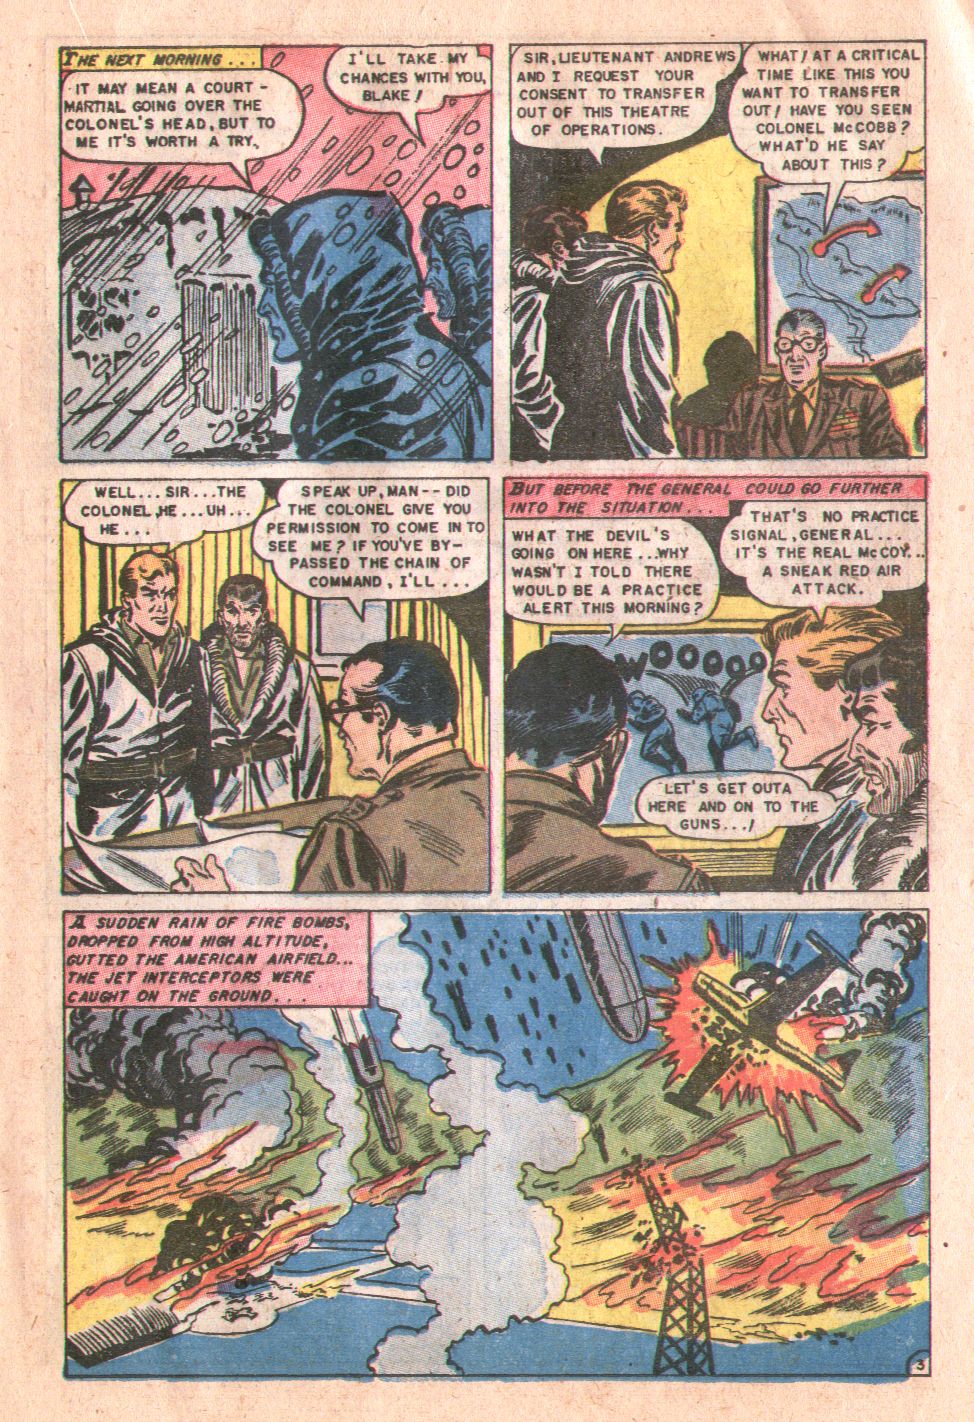 THE NEXT MORNING...
IT MAY MEAN A COURT-
MARTIAL GOING OVER THE
COLONEL'S HEAD, BUT TO
ME IT'S WORTH A TRY.
I'LL TAKE MY
CHANCES WITH YOU,
BLAKE!
SIR, LIEUTENANT ANDREWS
AND I REQUEST YOUR
CONSENT TO TRANSFER
OUT OF THIS THEATRE
OF OPERATIONS.
WHAT! AT A CRITICAL
TIME LIKE THIS YOU
WANT TO TRANSFER
OUT! HAVE YOU SEEN
COLONEL McCOBB?
WHAT'D HE SAY
ABOUT THIS?
WELL...SIR...THE
COLONEL, HE...UH...
HE...
SPEAK UP, MAN--DID
THE COLONEL GIVE YOU
PERMISSION TO COME IN TO
SEE ME? IF YOU'VE BY-
PASSED THE CHAIN OF
COMMAND, I'LL...
BUT BEFORE THE GENERAL COULD GO FURTHER
INTO THE SITUATION...
WHAT THE DEVIL'S
GOING ON HERE...WHY
WASN'T I TOLD THERE
WOULD BE A PRACTICE
ALERT THIS MORNING?
THAT'S NO PRACTICE
SIGNAL, GENERAL...
IT'S THE REAL McCOY...
A SNEAK RED AIR
ATTACK.
WOOOOO
LET'S GET OUTA
HERE AND ON TO THE
GUNS...!
A SUDDEN RAIN OF FIRE BOMBS,
DROPPED FROM HIGH ALTITUDE,
GUTTED THE AMERICAN AIRFIELD...
THE JET INTERCEPTORS WERE
CAUGHT ON THE GROUND...
3